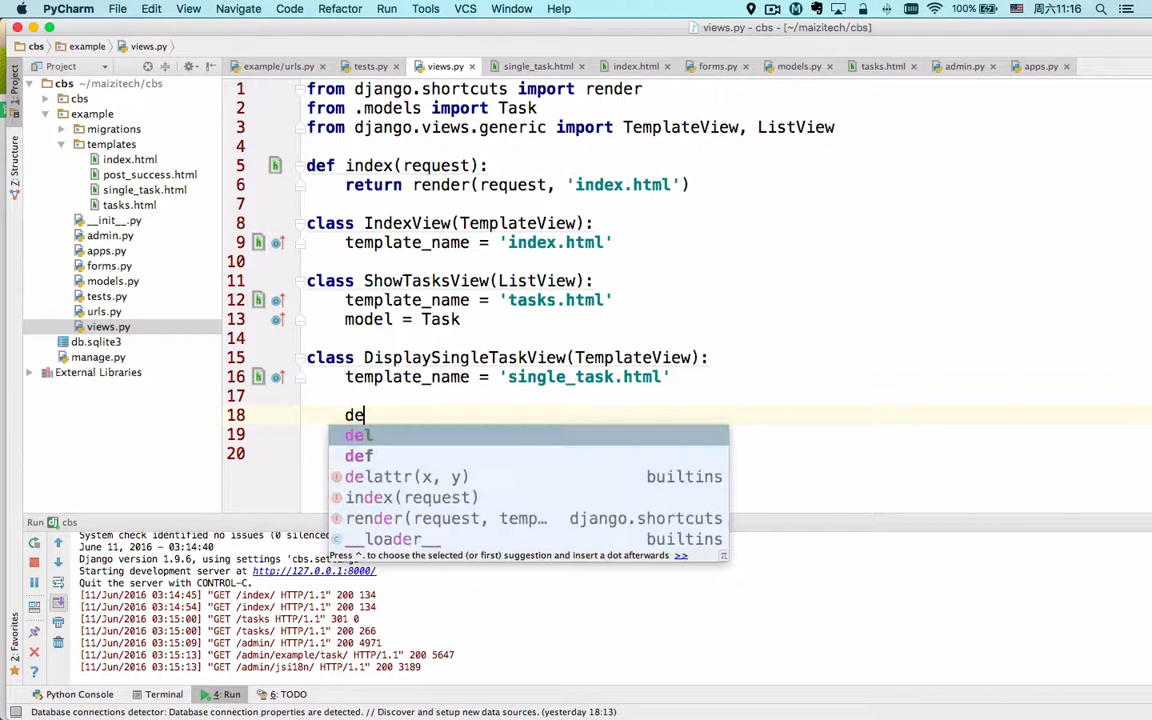 PyCharm File Edit View Navigate Code Refactor Run Tools VCS Window Help 100% 周六11:16
views.py - cbs - [~/maizitech/cbs]
cbs example views.py
Project example/urls.py tests.py views.py single_task.html index.html forms.py models.py tasks.html admin.py apps.py
1: Project
Z: Structure
2: Favorites
cbs ~/maizitech/cbs
cbs
example
migrations
templates
index.html
post_success.html
single_task.html
tasks.html
__init__.py
admin.py
apps.py
forms.py
models.py
tests.py
urls.py
views.py
db.sqlite3
manage.py
External Libraries
1 from django.shortcuts import render
2 from .models import Task
3 from django.views.generic import TemplateView, ListView
4
5 def index(request):
6 return render(request, 'index.html')
7
8 class IndexView(TemplateView):
9 template_name = 'index.html'
10
11 class ShowTasksView(ListView):
12 template_name = 'tasks.html'
13 model = Task
14
15 class DisplaySingleTaskView(TemplateView):
16 template_name = 'single_task.html'
17
18 de
19
20
del
def
delattr(x, y) builtins
index(request)
render(request, temp… django.shortcuts
__loader__ builtins
Press ^. to choose the selected (or first) suggestion and insert a dot afterwards >>
Run cbs
System check identified no issues (0 silenced
June 11, 2016 - 03:14:40
Django version 1.9.6, using settings 'cbs.
Starting development server at http://127.0.0.1:8000/
Quit the server with CONTROL-C.
[11/Jun/2016 03:14:45] "GET /index/ HTTP/1.1" 200 134
[11/Jun/2016 03:14:54] "GET /index/ HTTP/1.1" 200 134
[11/Jun/2016 03:15:00] "GET /tasks HTTP/1.1" 301 0
[11/Jun/2016 03:15:00] "GET /tasks/ HTTP/1.1" 200 266
[11/Jun/2016 03:15:09] "GET /admin/ HTTP/1.1" 200 4971
[11/Jun/2016 03:15:13] "GET /admin/example/task/ HTTP/1.1" 200 5647
[11/Jun/2016 03:15:13] "GET /admin/jsi18n/ HTTP/1.1" 200 3189
Python Console Terminal 4: Run 6: TODO
Database connections detector: Database connection properties are detected. // Discover and setup new data sources. (yesterday 18:13)